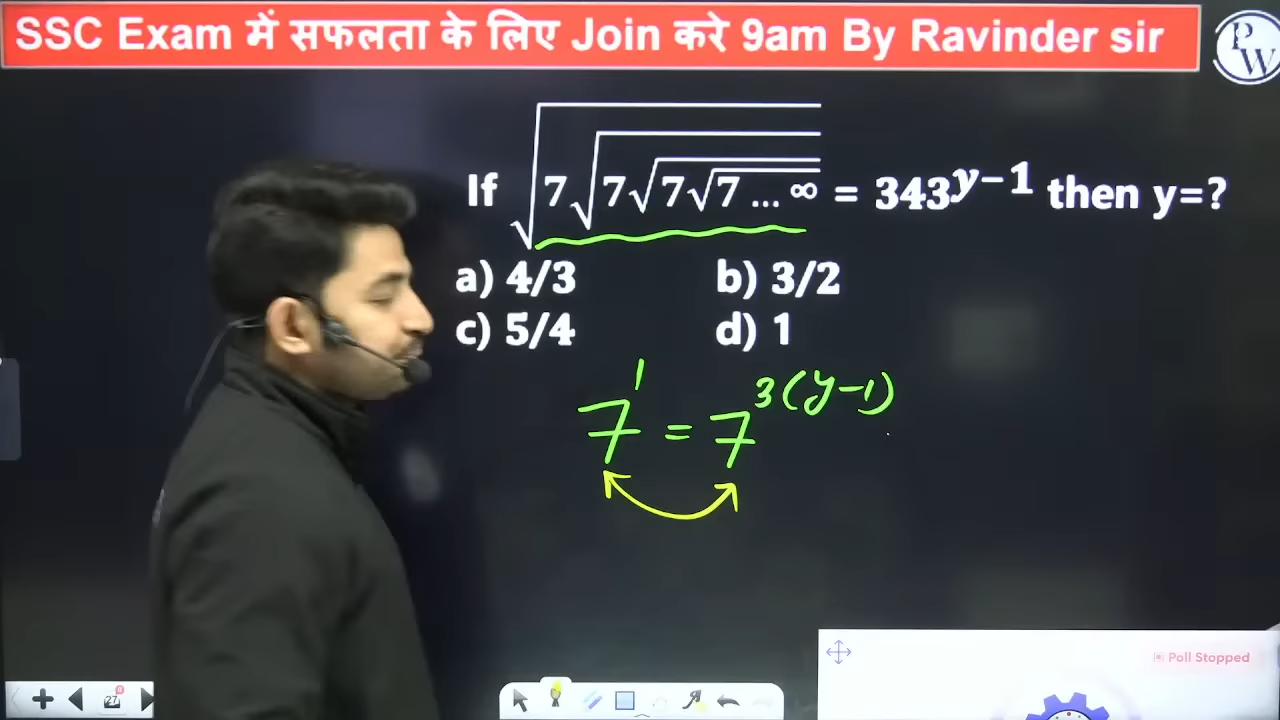 SSC Exam में सफलता के लिए Join करे 9am By Ravinder sir
PW
If √7√7√7√7 ... ∞ = 343^(y−1) then y=?
a) 4/3 b) 3/2
c) 5/4 d) 1
7^1 = 7^3(y−1)
Poll Stopped
27